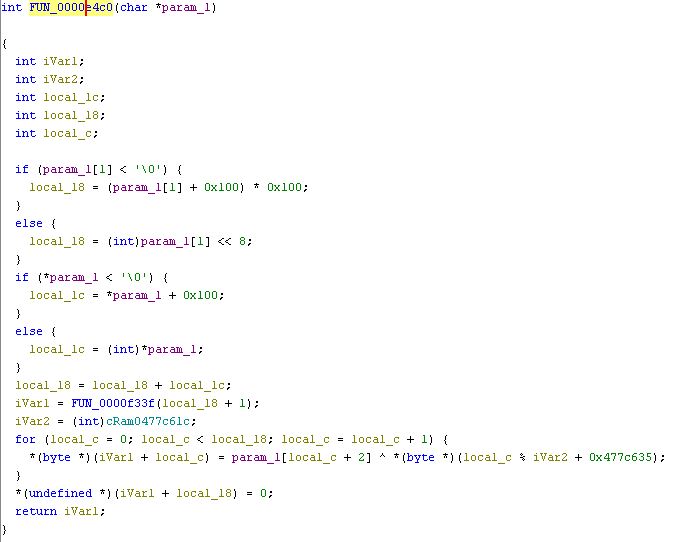 int FUN_0000e4c0(char *param_1)
{
int iVar1;
int iVar2;
int local_1c;
int local_18;
int local_c;
if (param_1[1] < '\0') {
local_18 = (param_1[1] + 0x100) * 0x100;
}
else {
local_18 = (int)param_1[1] << 8;
}
if (*param_1 < '\0') {
local_1c = *param_1 + 0x100;
}
else {
local_1c = (int)*param_1;
}
local_18 = local_18 + local_1c;
iVar1 = FUN_0000f33f(local_18 + 1);
iVar2 = (int)cRam0477c61c;
for (local_c = 0; local_c < local_18; local_c = local_c + 1) {
*(byte *)(iVar1 + local_c) = param_1[local_c + 2] ^ *(byte *)(local_c % iVar2 + 0x477c635);
}
*(undefined *)(iVar1 + local_18) = 0;
return iVar1;
}